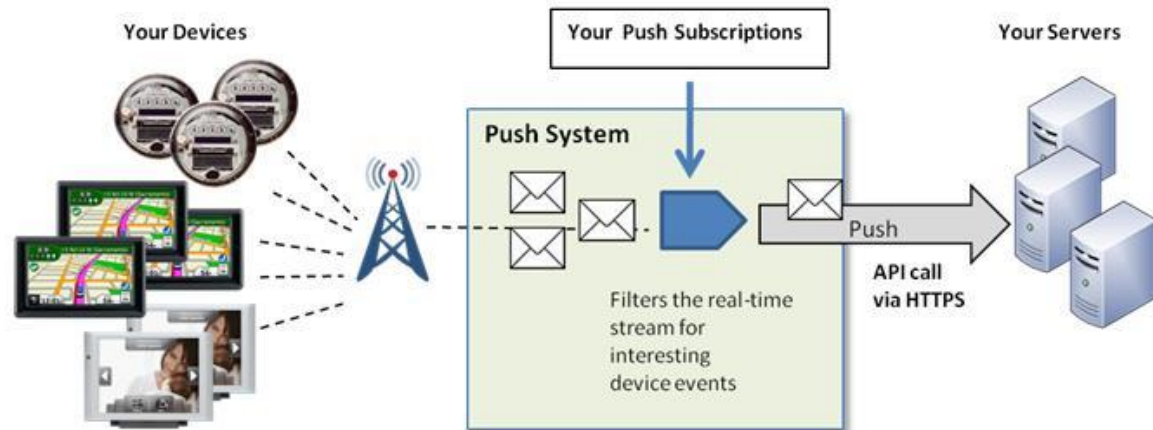 Your Devices
Your Push Subscriptions
Your Servers
Push System
Push
API call
via HTTPS
Filters the real-time
stream for
interesting
device events